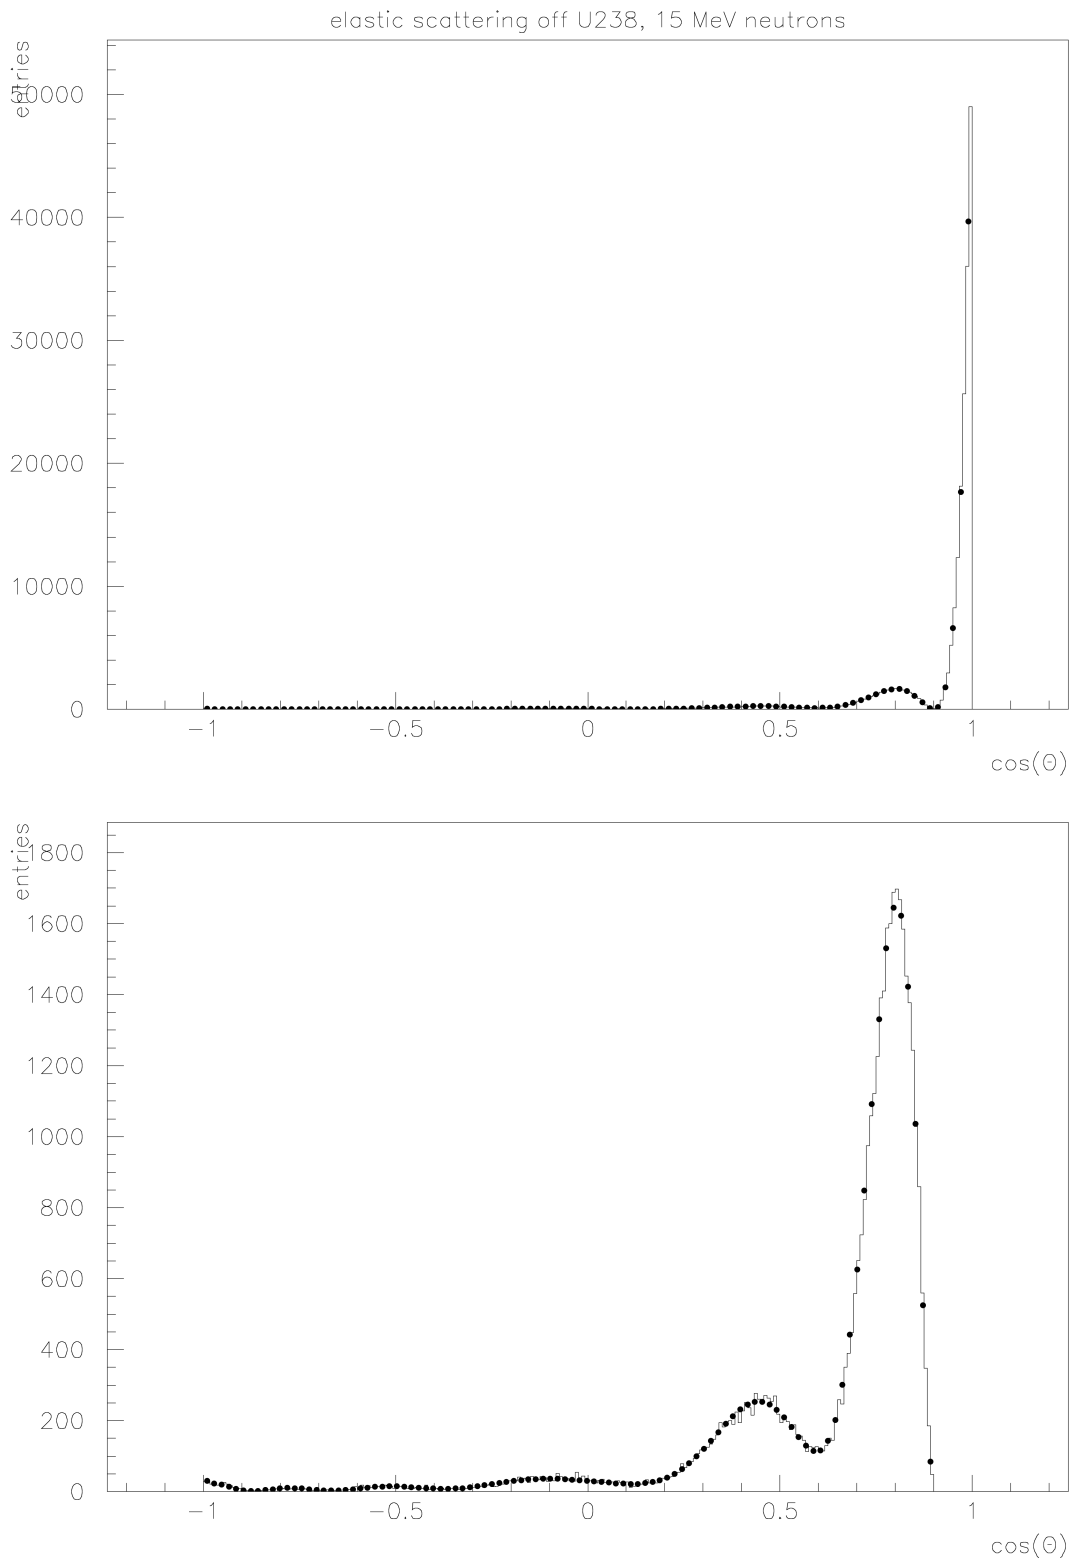 elastic scattering off U238, 15 MeV neutrons
entries
50000
40000
30000
20000
10000
0
−1 −0.5 0 0.5 1
cos(Θ)
entries
1800
1600
1400
1200
1000
800
600
400
200
0
−1 −0.5 0 0.5 1
cos(Θ)